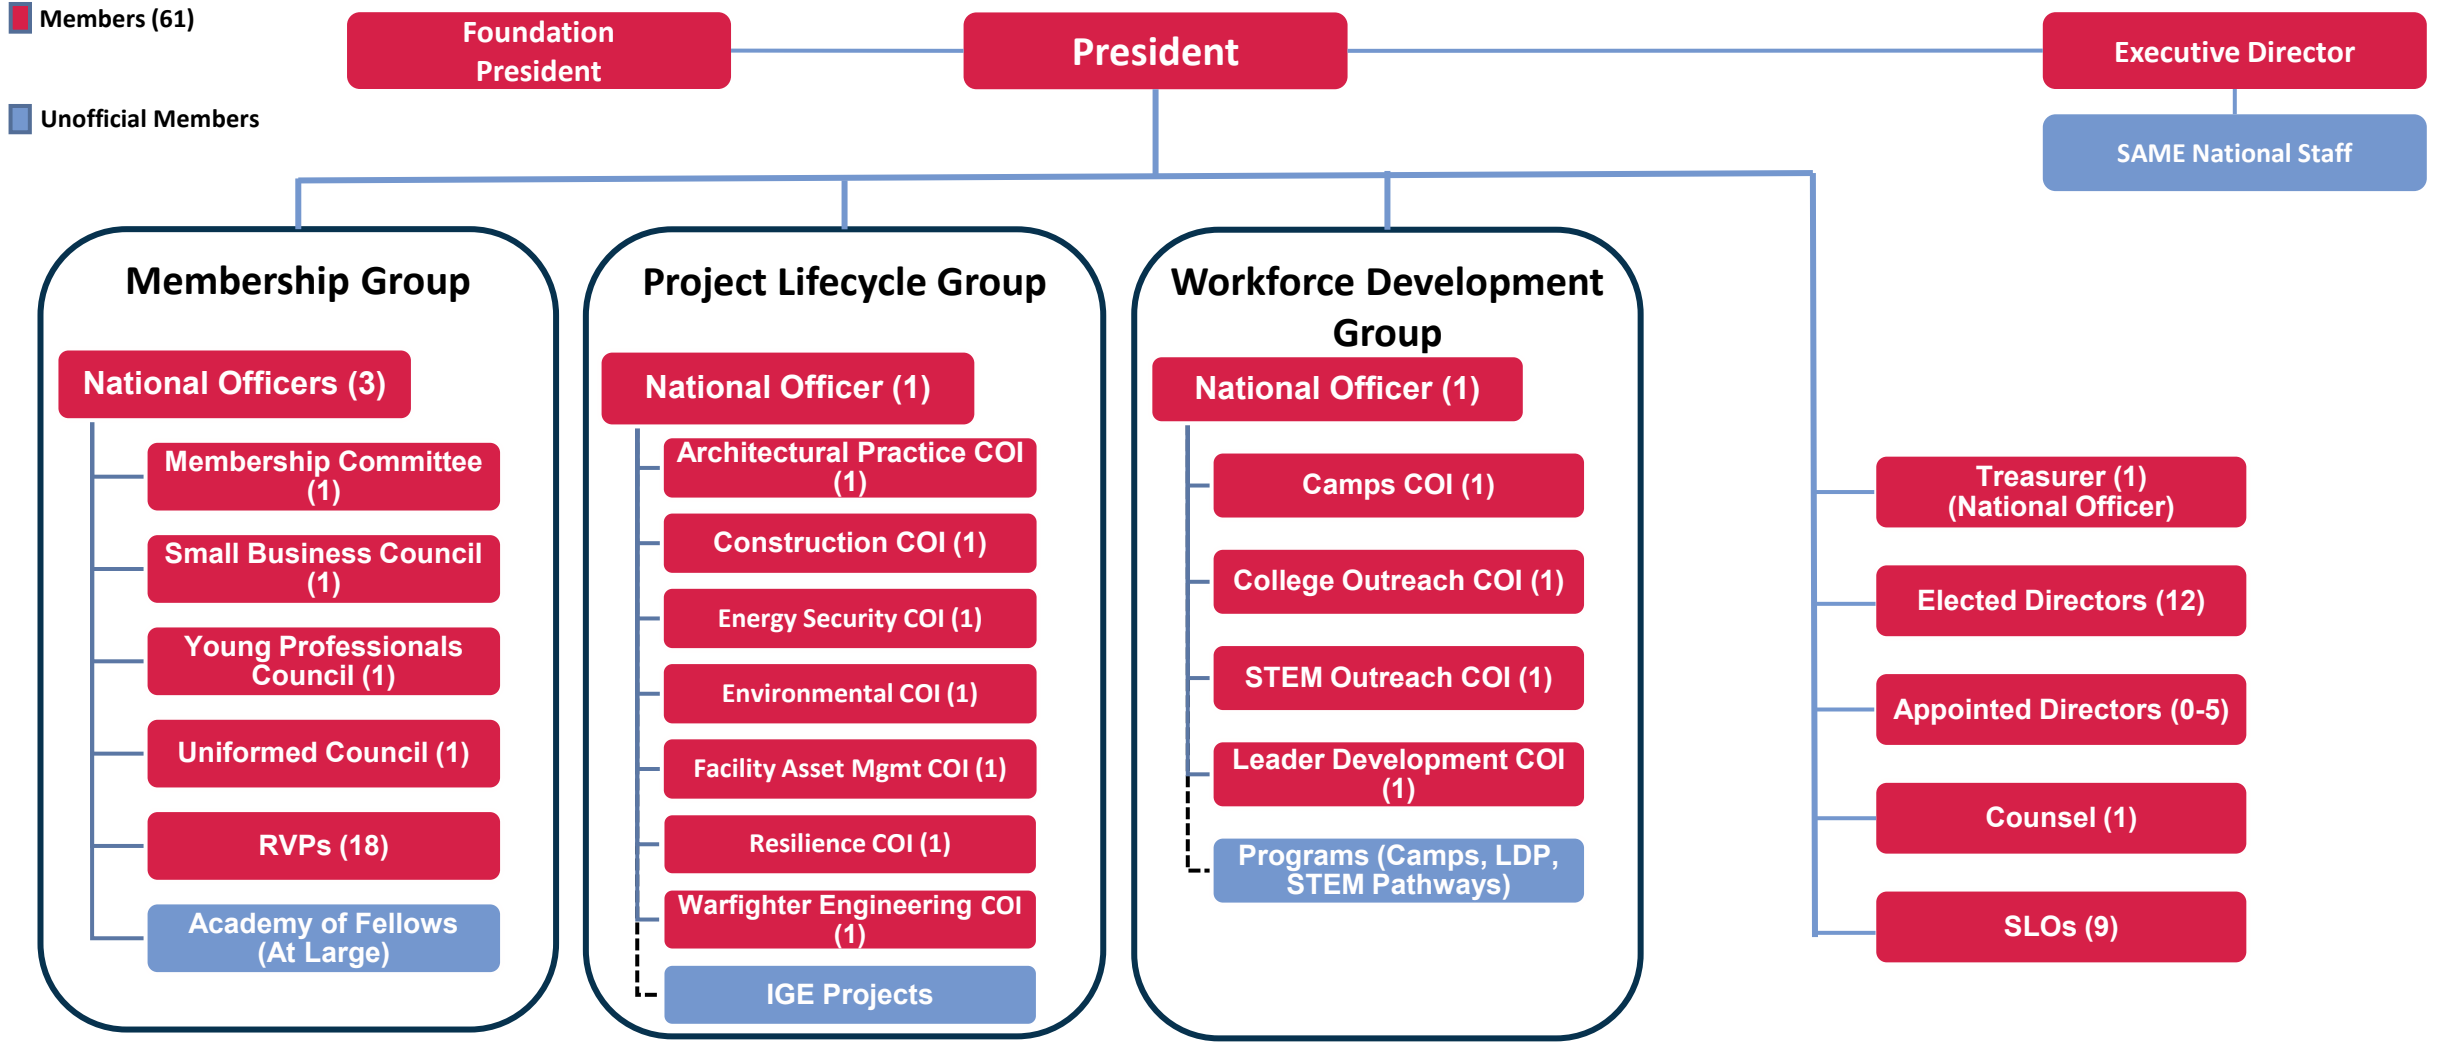 Members (61)
Foundation
President
President
Executive Director
Unofficial Members
SAME National Staff
Membership Group
National Officers (3)
Membership Committee
(1)
Small Business Council
(1)
Young Professionals
Council (1)
Uniformed Council (1)
RVPs (18)
Academy of Fellows
(At Large)
Project Lifecycle Group
National Officer (1)
Architectural Practice COI
(1)
Construction COI (1)
Energy Security COI (1)
Environmental COI (1)
Facility Asset Mgmt COI (1)
Resilience COI (1)
Warfighter Engineering COI
(1)
IGE Projects
Workforce Development
Group
National Officer (1)
Camps COI (1)
College Outreach COI (1)
STEM Outreach COI (1)
Leader Development COI
(1)
Programs (Camps, LDP,
STEM Pathways)
Treasurer (1)
(National Officer)
Elected Directors (12)
Appointed Directors (0-5)
Counsel (1)
SLOs (9)